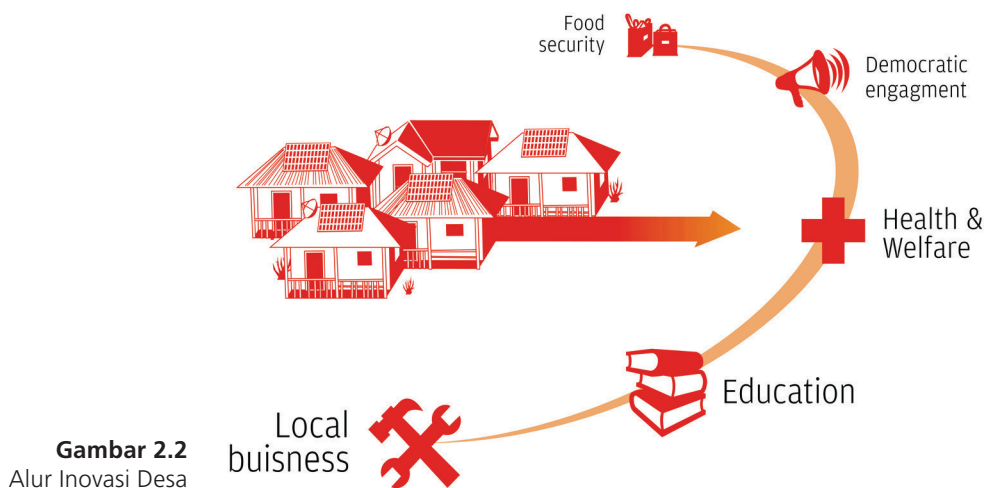 Food
security
Democratic
engagment
Health &
Welfare
Education
Local
buisness
Gambar 2.2
Alur Inovasi Desa